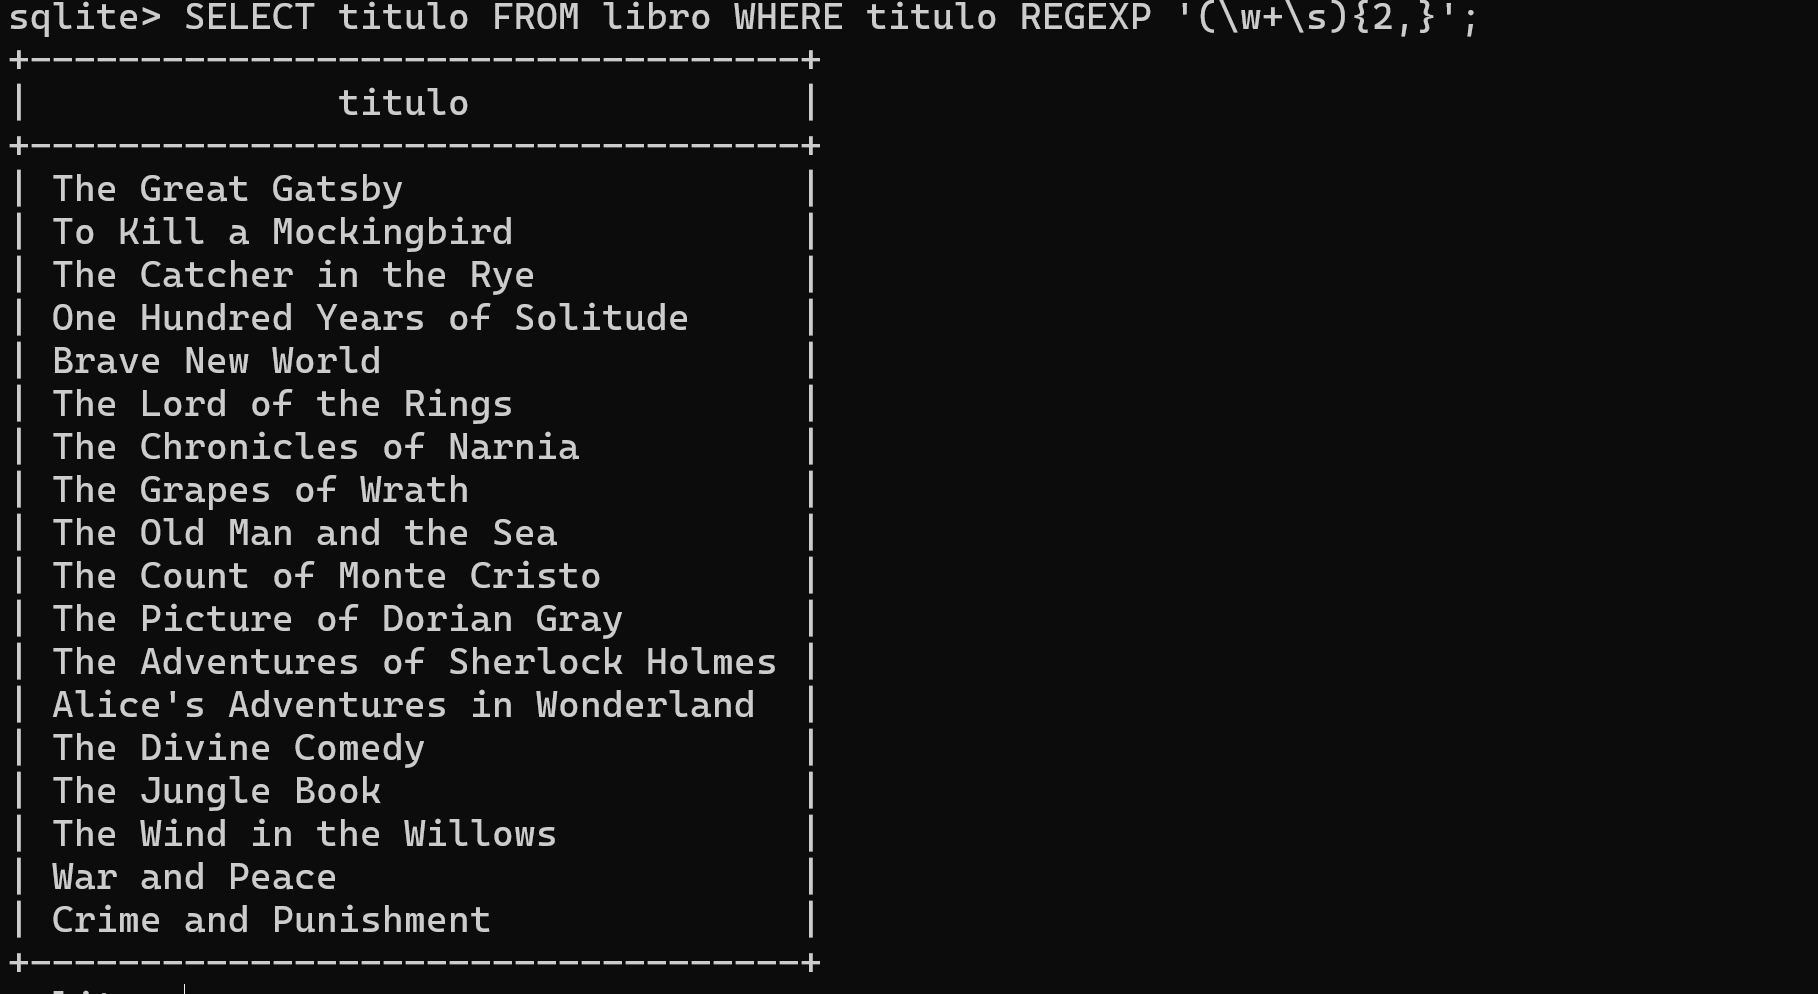 sqlite> SELECT titulo FROM libro WHERE titulo REGEXP '(\w+\s){2,}';
+-----------------------------------+
|              titulo               |
+-----------------------------------+
| The Great Gatsby                  |
| To Kill a Mockingbird             |
| The Catcher in the Rye            |
| One Hundred Years of Solitude     |
| Brave New World                   |
| The Lord of the Rings             |
| The Chronicles of Narnia          |
| The Grapes of Wrath               |
| The Old Man and the Sea           |
| The Count of Monte Cristo         |
| The Picture of Dorian Gray        |
| The Adventures of Sherlock Holmes |
| Alice's Adventures in Wonderland  |
| The Divine Comedy                 |
| The Jungle Book                   |
| The Wind in the Willows           |
| War and Peace                     |
| Crime and Punishment              |
+-----------------------------------+